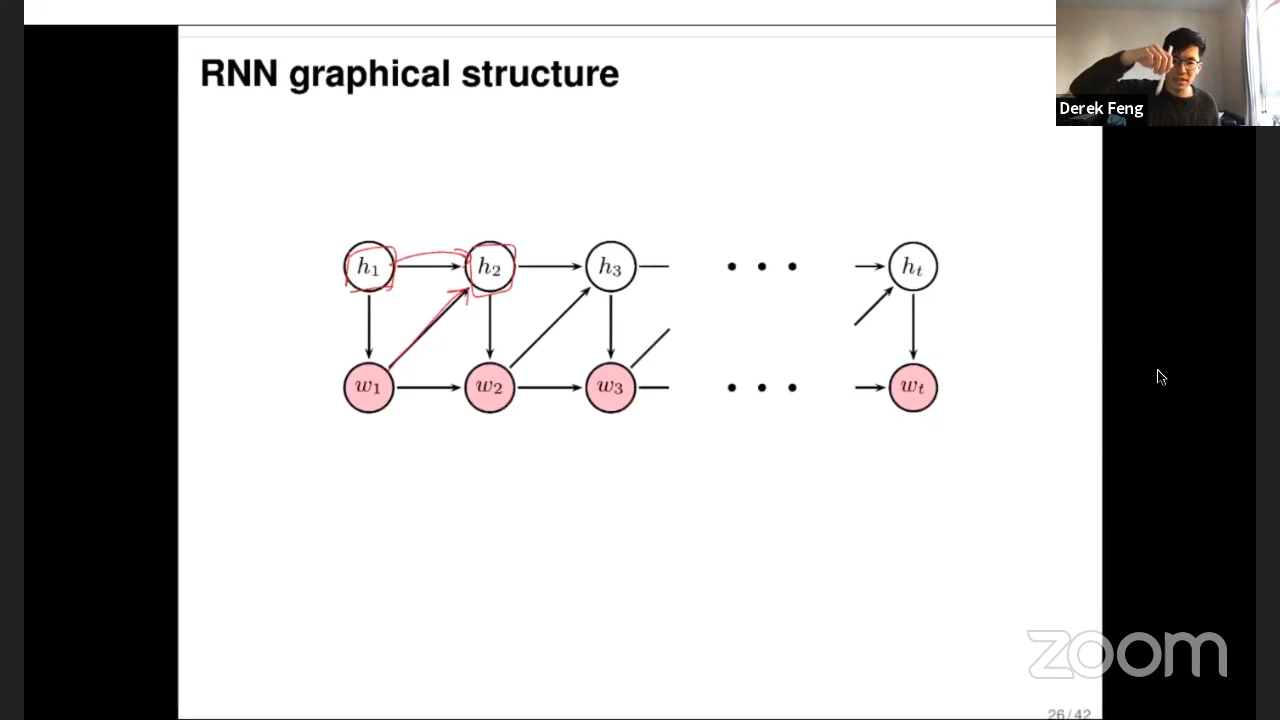 RNN graphical structure
Derek Feng
h1 h2 h3 ht
w1 w2 w3 wt
zoom
26/42